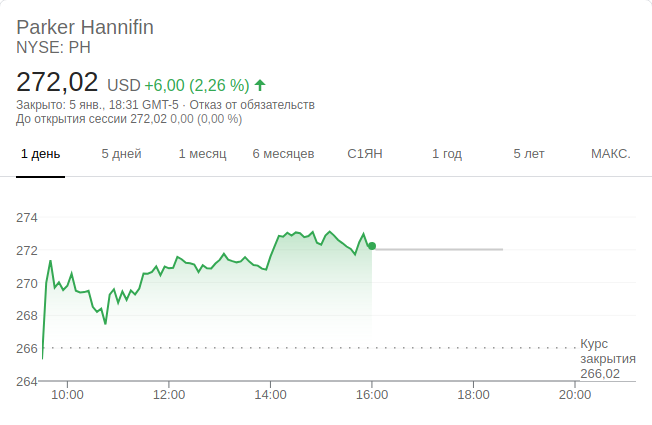 Parker Hannifin
NYSE: PH
272,02 USD +6,00 (2,26 %)
Закрыто: 5 янв., 18:31 GMT-5 · Отказ от обязательств
До открытия сессии 272,02 0,00 (0,00 %)
1 день 5 дней 1 месяц 6 месяцев С1ЯН 1 год 5 лет МАКС.
274
272
270
268
266
264
Курс
закрытия
266,02
10:00 12:00 14:00 16:00 18:00 20:00